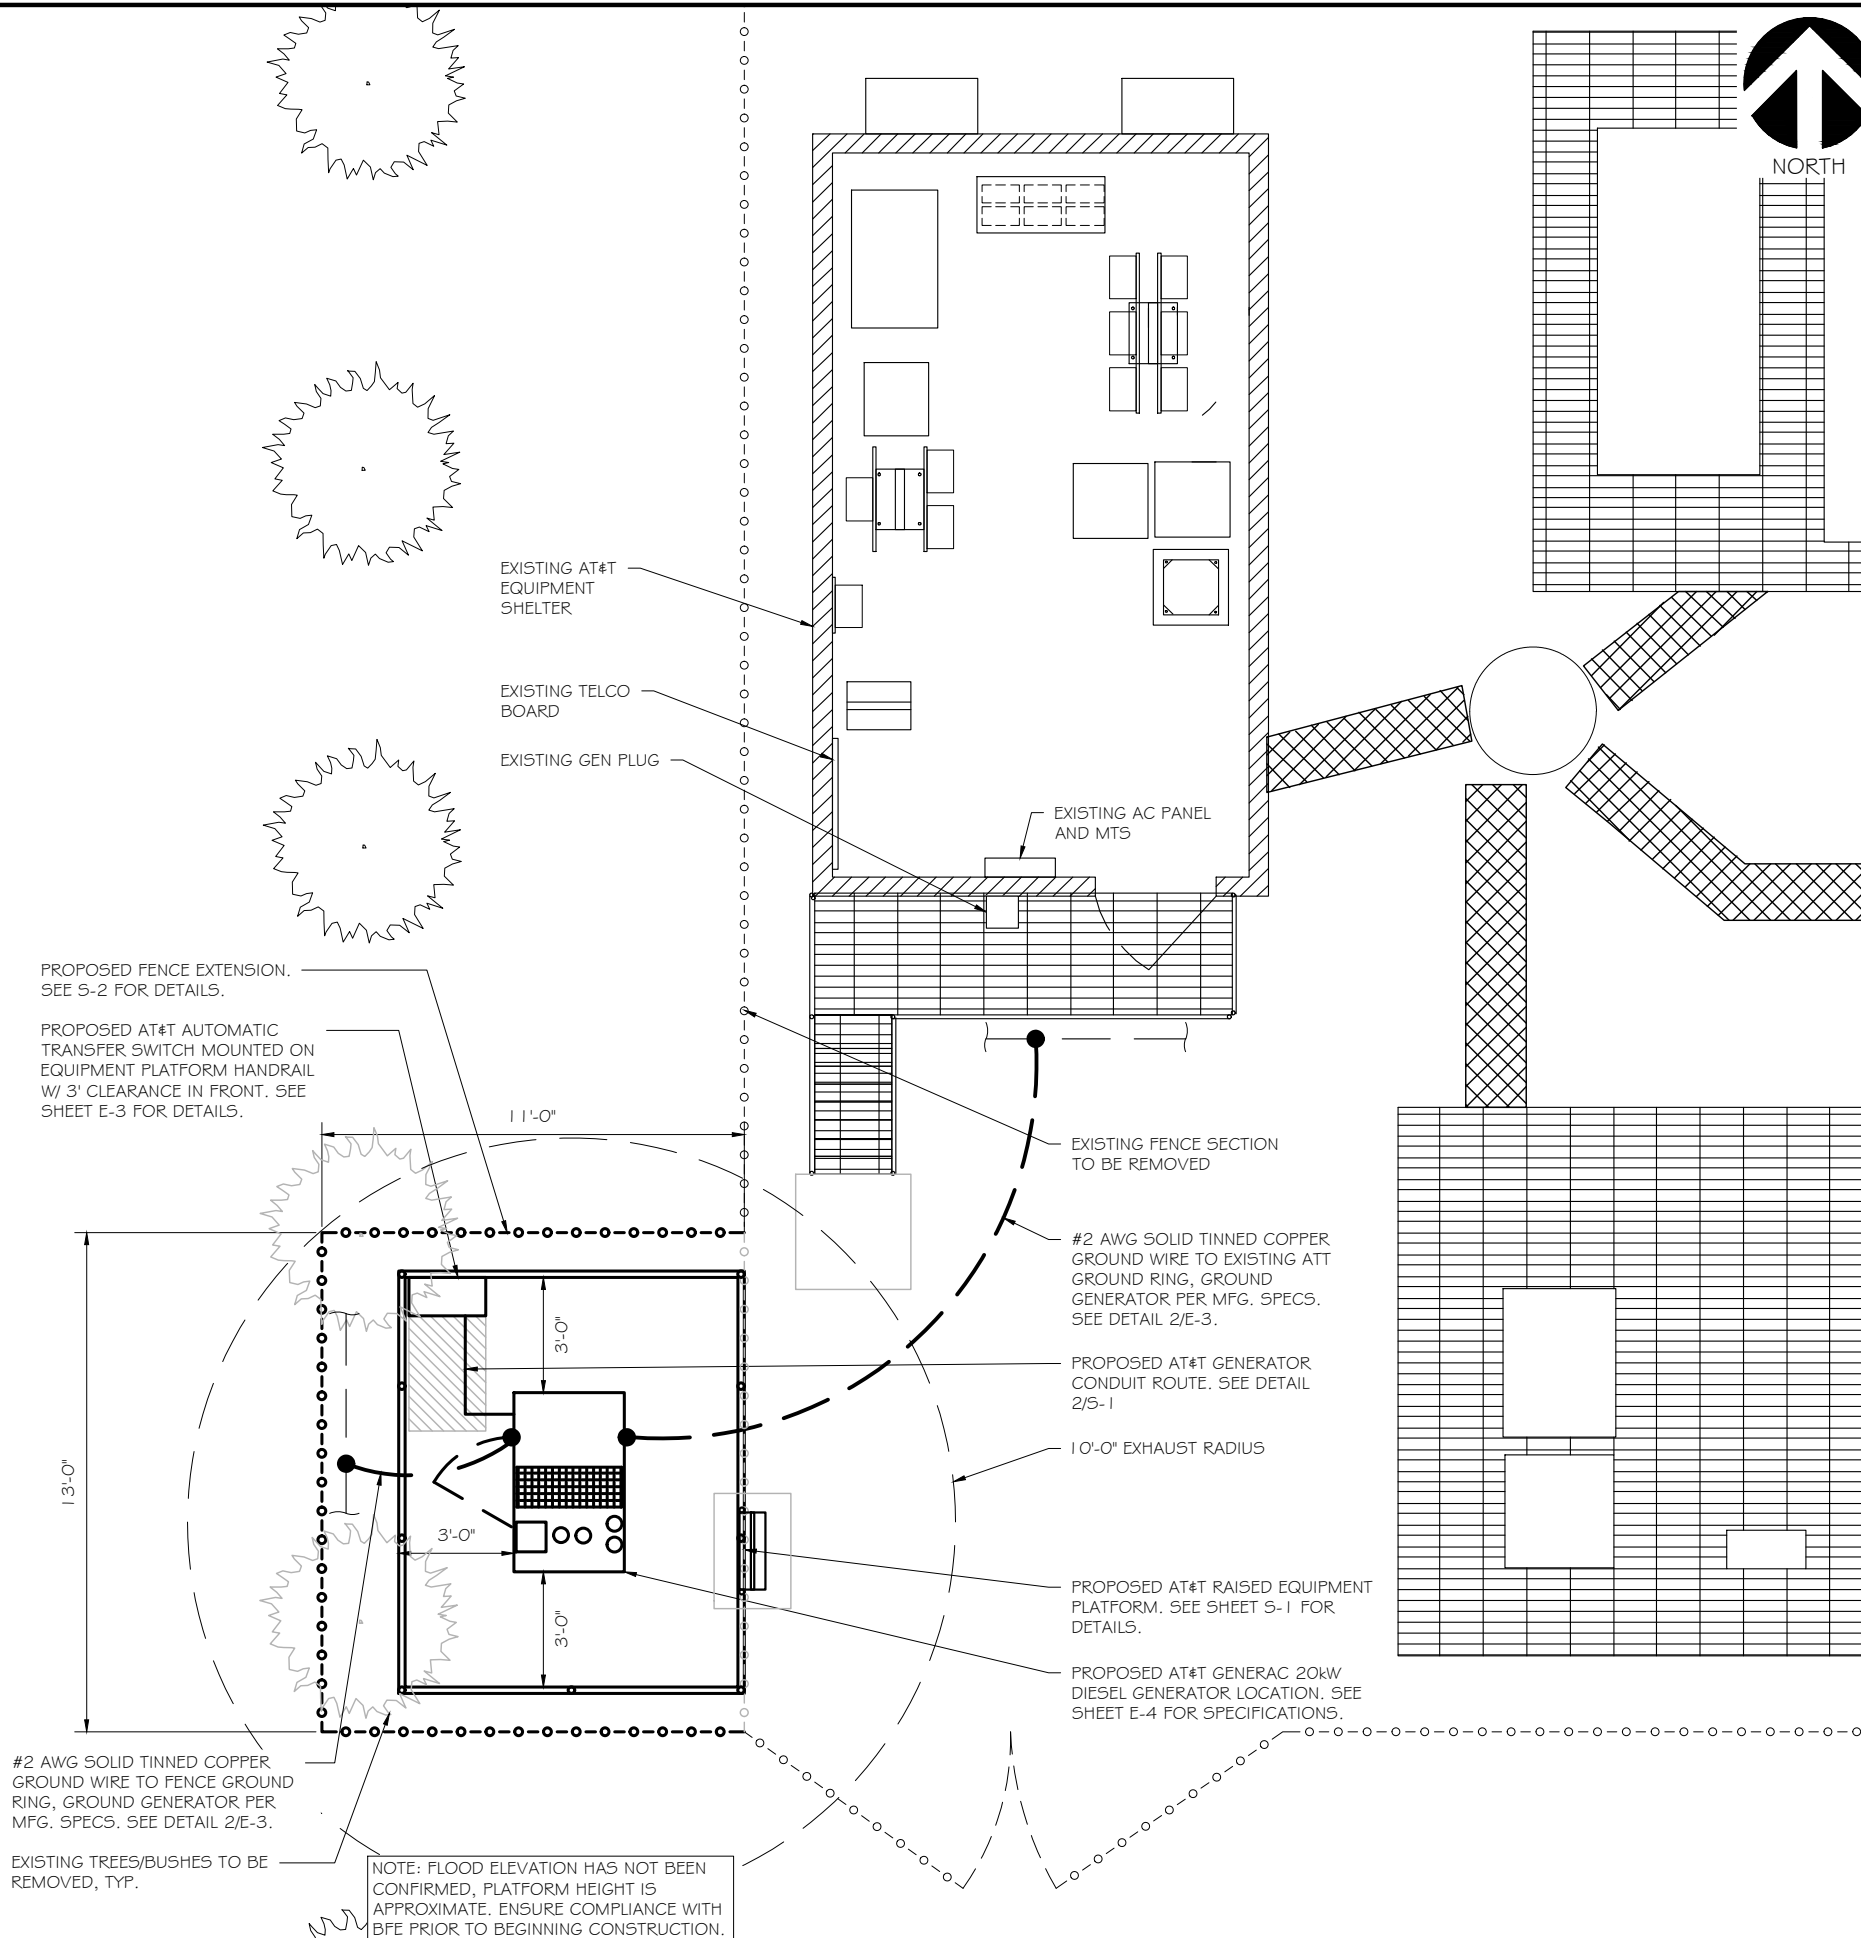 NORTH
EXISTING AT&T
EQUIPMENT
SHELTER
EXISTING TELCO
BOARD
EXISTING GEN PLUG
EXISTING AC PANEL
AND MTS
PROPOSED FENCE EXTENSION.
SEE S-2 FOR DETAILS.
PROPOSED AT&T AUTOMATIC
TRANSFER SWITCH MOUNTED ON
EQUIPMENT PLATFORM HANDRAIL
W/ 3' CLEARANCE IN FRONT. SEE
SHEET E-3 FOR DETAILS.
11'-0"
EXISTING FENCE SECTION
TO BE REMOVED
#2 AWG SOLID TINNED COPPER
GROUND WIRE TO EXISTING ATT
GROUND RING, GROUND
GENERATOR PER MFG. SPECS.
SEE DETAIL 2/E-3.
3'-0"
PROPOSED AT&T GENERATOR
CONDUIT ROUTE. SEE DETAIL
2/S-1
10'-0" EXHAUST RADIUS
13'-0"
3'-0"
3'-0"
PROPOSED AT&T RAISED EQUIPMENT
PLATFORM. SEE SHEET S-1 FOR
DETAILS.
PROPOSED AT&T GENERAC 20kW
DIESEL GENERATOR LOCATION. SEE
SHEET E-4 FOR SPECIFICATIONS.
#2 AWG SOLID TINNED COPPER
GROUND WIRE TO FENCE GROUND
RING, GROUND GENERATOR PER
MFG. SPECS. SEE DETAIL 2/E-3.
EXISTING TREES/BUSHES TO BE
REMOVED, TYP.
NOTE: FLOOD ELEVATION HAS NOT BEEN
CONFIRMED, PLATFORM HEIGHT IS
APPROXIMATE. ENSURE COMPLIANCE WITH
BFE PRIOR TO BEGINNING CONSTRUCTION.